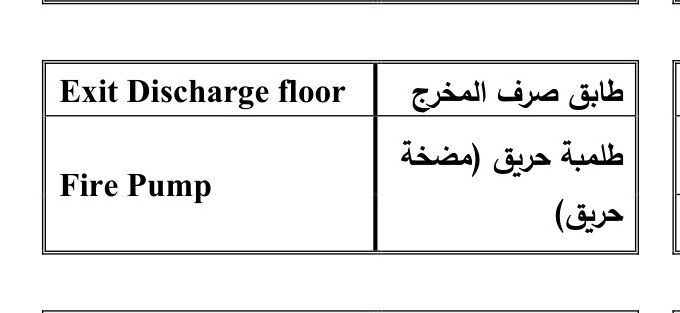 Exit Discharge floor
طابق صرف المخرج
Fire Pump
طلمبة حريق (مضخة
حريق)